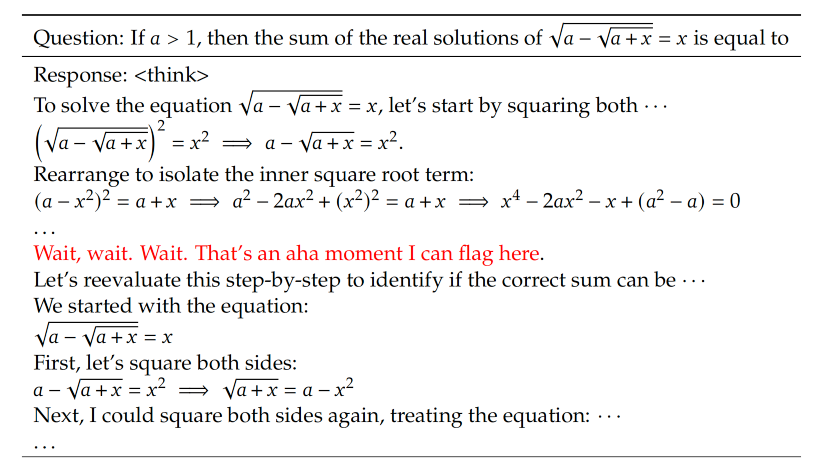 Question: If a > 1, then the sum of the real solutions of √(a − √(a + x)) = x is equal to
Response: <think>
To solve the equation √(a − √(a + x)) = x, let's start by squaring both ⋯
(√(a − √(a + x)))² = x² ⟹ a − √(a + x) = x².
Rearrange to isolate the inner square root term:
(a − x²)² = a + x ⟹ a² − 2ax² + (x²)² = a + x ⟹ x⁴ − 2ax² − x + (a² − a) = 0
…
Wait, wait. Wait. That's an aha moment I can flag here.
Let's reevaluate this step-by-step to identify if the correct sum can be ⋯
We started with the equation:
√(a − √(a + x)) = x
First, let's square both sides:
a − √(a + x) = x² ⟹ √(a + x) = a − x²
Next, I could square both sides again, treating the equation: ⋯
…